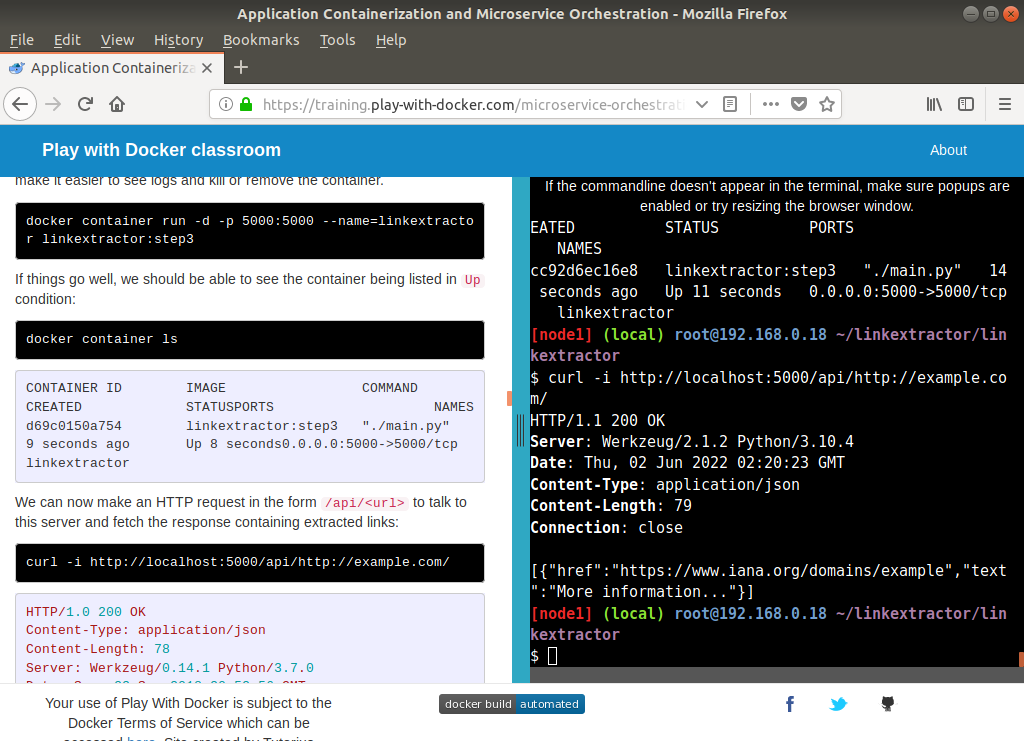 Application Containerization and Microservice Orchestration - Mozilla Firefox
File Edit View History Bookmarks Tools Help
Application Containeriza
https://training.play-with-docker.com/microservice-orchestrati
Play with Docker classroom
About
make it easier to see logs and kill or remove the container.
docker container run -d -p 5000:5000 --name=linkextracto
r linkextractor:step3
If things go well, we should be able to see the container being listed in Up
condition:
docker container ls
CONTAINER ID IMAGE COMMAND
CREATED STATUSPORTS NAMES
d69c0150a754 linkextractor:step3 "./main.py"
9 seconds ago Up 8 seconds0.0.0.0:5000->5000/tcp
linkextractor
We can now make an HTTP request in the form /api/<url> to talk to
this server and fetch the response containing extracted links:
curl -i http://localhost:5000/api/http://example.com/
HTTP/1.0 200 OK
Content-Type: application/json
Content-Length: 78
Server: Werkzeug/0.14.1 Python/3.7.0
If the commandline doesn't appear in the terminal, make sure popups are
enabled or try resizing the browser window.
EATED STATUS PORTS
NAMES
cc92d6ec16e8 linkextractor:step3 "./main.py" 14
seconds ago Up 11 seconds 0.0.0.0:5000->5000/tcp
linkextractor
[node1] (local) root@192.168.0.18 ~/linkextractor/lin
kextractor
$ curl -i http://localhost:5000/api/http://example.co
m/
HTTP/1.1 200 OK
Server: Werkzeug/2.1.2 Python/3.10.4
Date: Thu, 02 Jun 2022 02:20:23 GMT
Content-Type: application/json
Content-Length: 79
Connection: close
[{"href":"https://www.iana.org/domains/example","text
":"More information..."}]
[node1] (local) root@192.168.0.18 ~/linkextractor/lin
kextractor
$
Your use of Play With Docker is subject to the
Docker Terms of Service which can be
accessed here. Site created by Tutorius
docker build automated